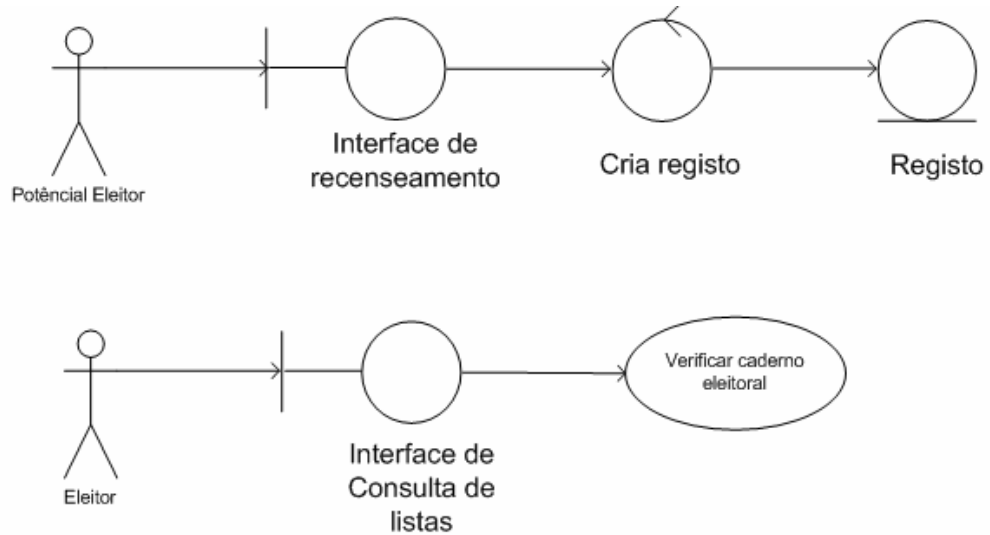 Potêncial Eleitor
Interface de
recenseamento
Cria registo
Registo
Eleitor
Interface de
Consulta de
listas
Verificar caderno
eleitoral